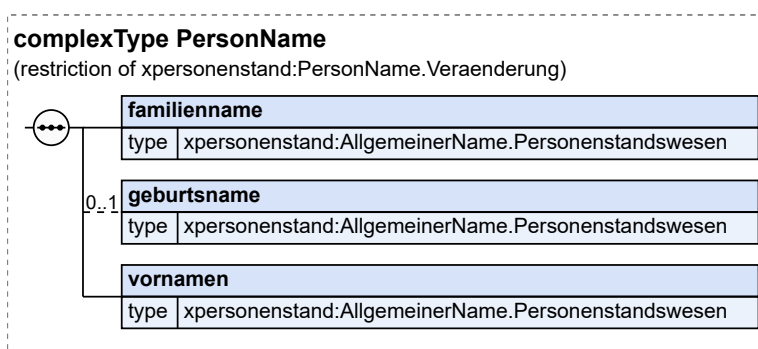 complexType PersonName
(restriction of xpersonenstand:PersonName.Veraenderung)
familienname
type xpersonenstand:AllgemeinerName.Personenstandswesen
0..1 geburtsname
type xpersonenstand:AllgemeinerName.Personenstandswesen
vornamen
type xpersonenstand:AllgemeinerName.Personenstandswesen